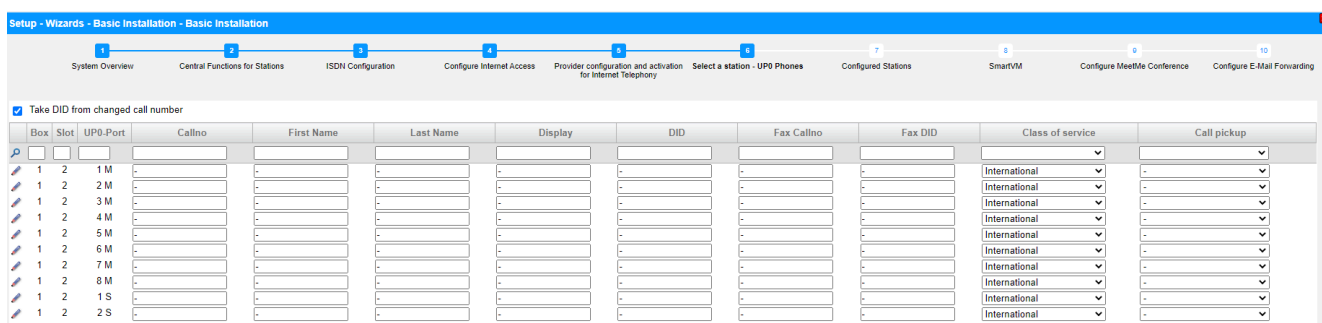 Setup - Wizards - Basic Installation - Basic Installation
1 2 3 4 5 6 7 8 9 10
System Overview Central Functions for Stations ISDN Configuration Configure Internet Access Provider configuration and activation for Internet Telephony Select a station - UP0 Phones Configured Stations SmartVM Configure MeetMe Conference Configure E-Mail Forwarding
Take DID from changed call number
Box Slot UP0-Port Callno First Name Last Name Display DID Fax Callno Fax DID Class of service Call pickup
1 2 1 M - - - - - - - International -
1 2 2 M - - - - - - - International -
1 2 3 M - - - - - - - International -
1 2 4 M - - - - - - - International -
1 2 5 M - - - - - - - International -
1 2 6 M - - - - - - - International -
1 2 7 M - - - - - - - International -
1 2 8 M - - - - - - - International -
1 2 1 S - - - - - - - International -
1 2 2 S - - - - - - - International -